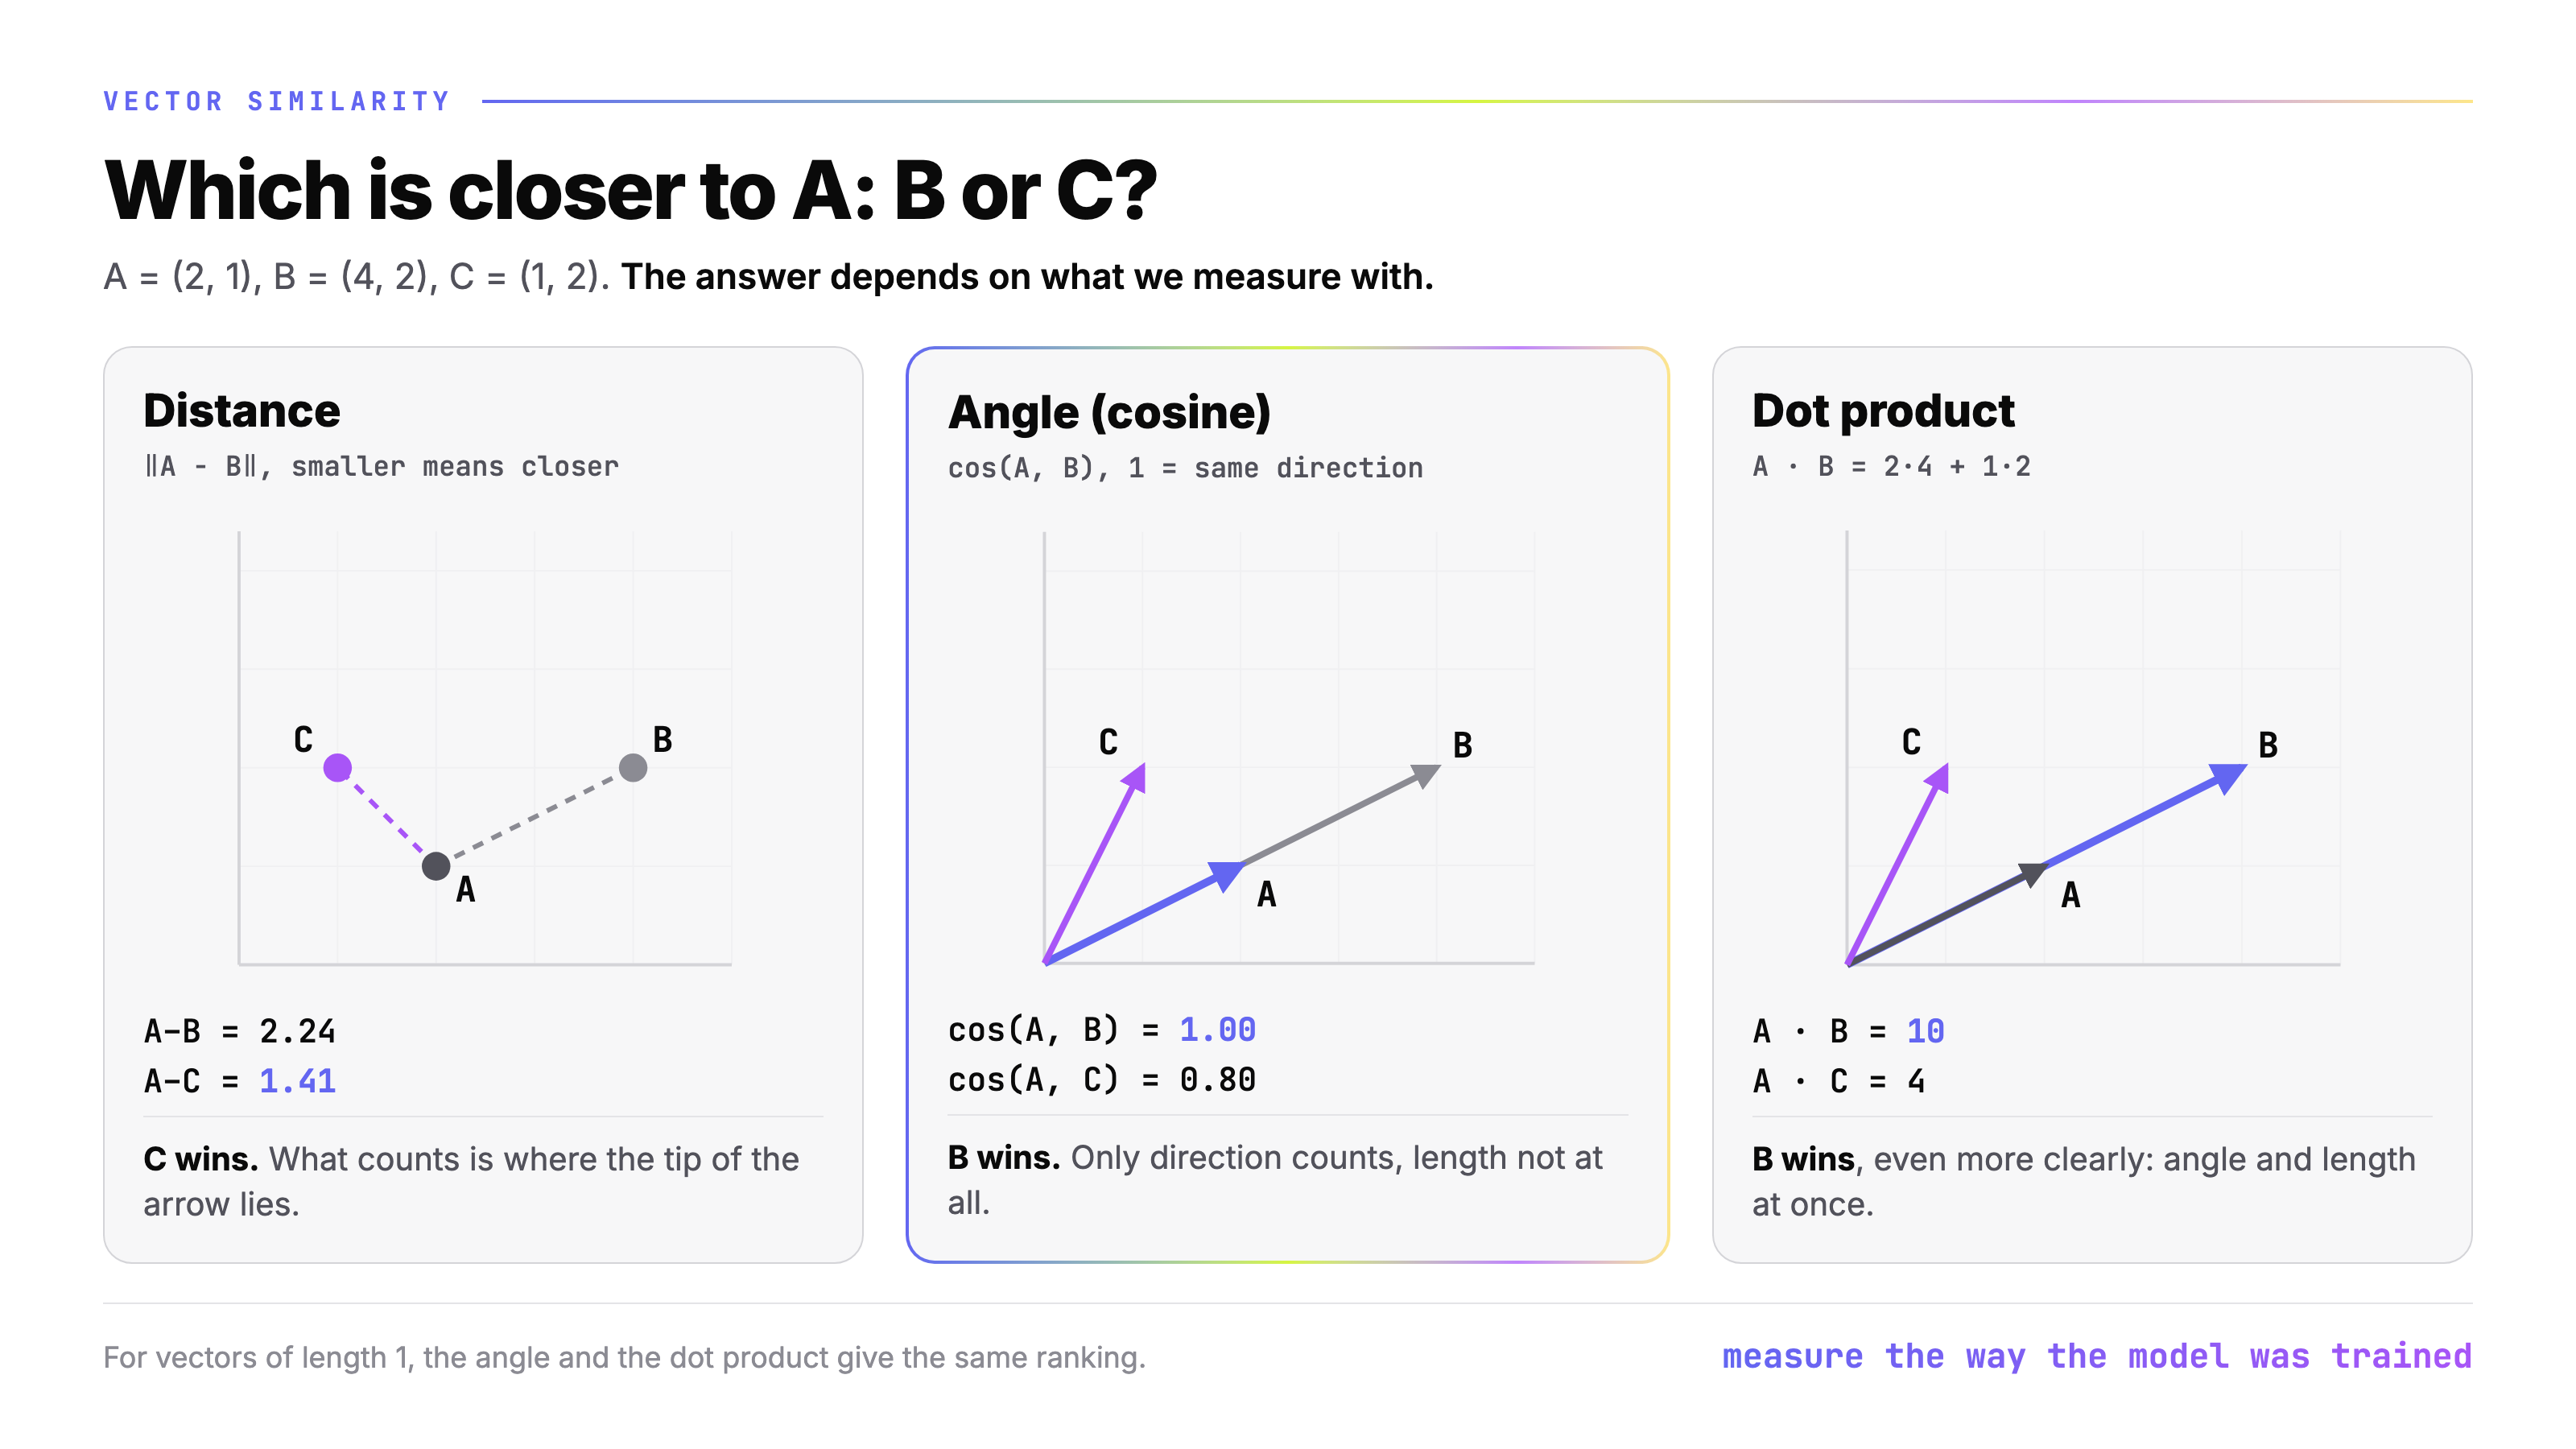 VECTOR SIMILARITY
Which is closer to A: B or C?
A = (2, 1), B = (4, 2), C = (1, 2). The answer depends on what we measure with.
Distance
‖A - B‖, smaller means closer
C
B
A
A–B = 2.24
A–C = 1.41
C wins. What counts is where the tip of the
arrow lies.
Angle (cosine)
cos(A, B), 1 = same direction
C
B
A
cos(A, B) = 1.00
cos(A, C) = 0.80
B wins. Only direction counts, length not at
all.
Dot product
A · B = 2·4 + 1·2
C
B
A
A · B = 10
A · C = 4
B wins, even more clearly: angle and length
at once.
For vectors of length 1, the angle and the dot product give the same ranking.
measure the way the model was trained